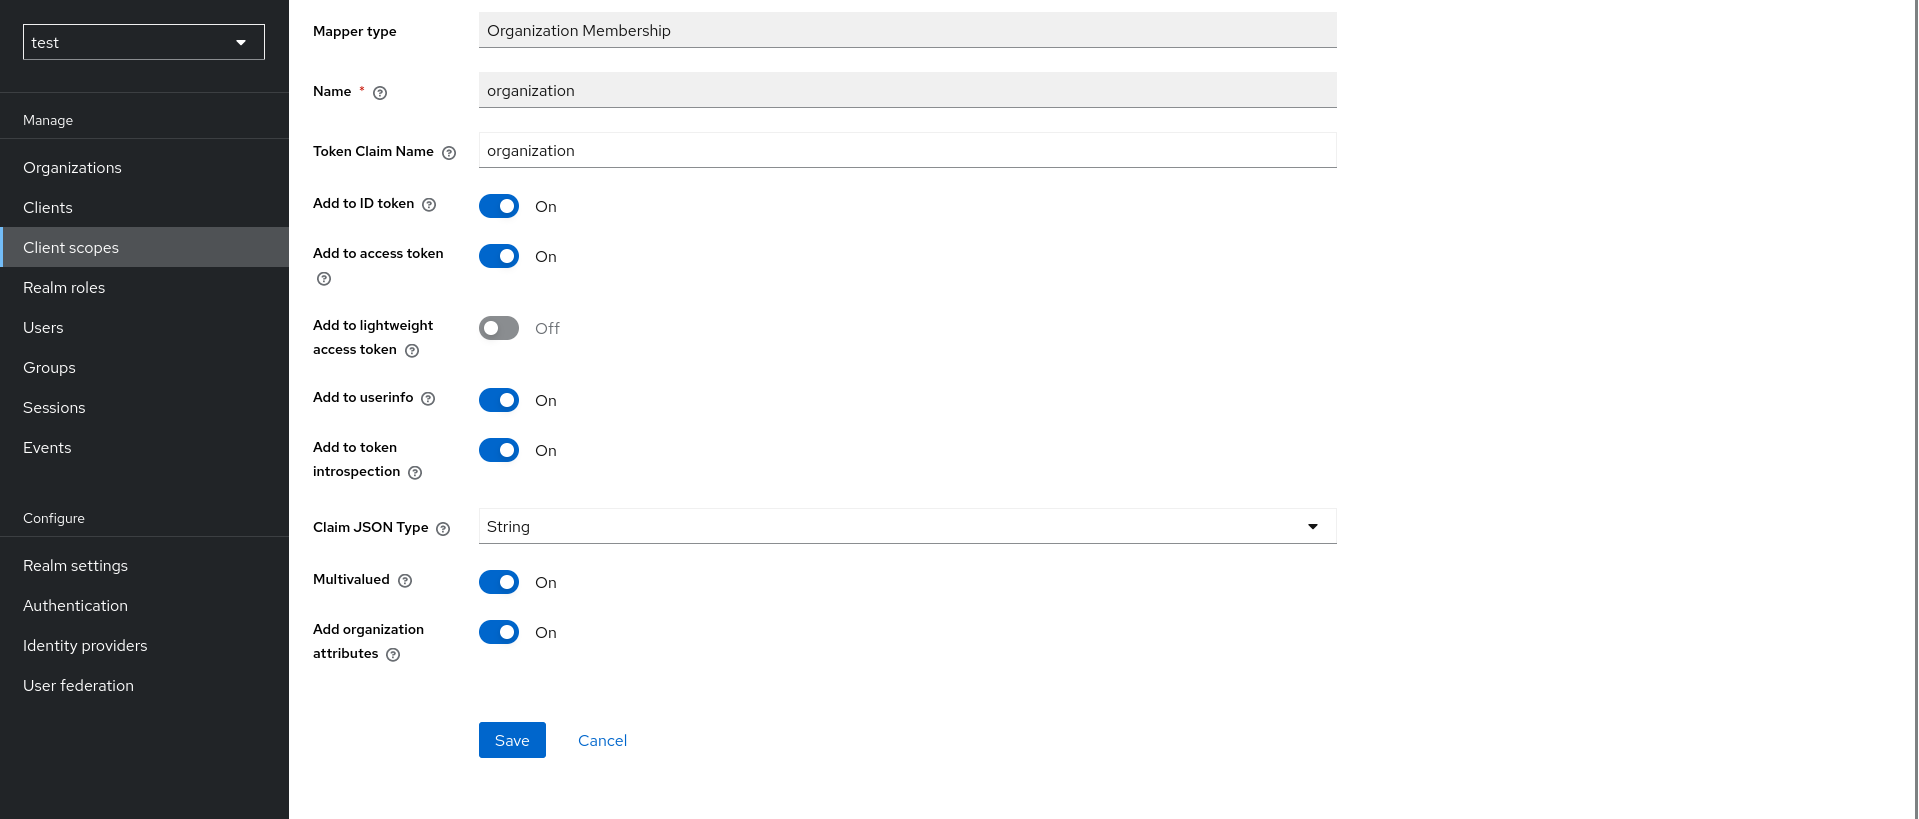 test
Manage
Organizations
Clients
Client scopes
Realm roles
Users
Groups
Sessions
Events
Configure
Realm settings
Authentication
Identity providers
User federation
Mapper type
Organization Membership
Name *
organization
Token Claim Name
organization
Add to ID token
On
Add to access token
On
Add to lightweight
access token
Off
Add to userinfo
On
Add to token
introspection
On
Claim JSON Type
String
Multivalued
On
Add organization
attributes
On
Save
Cancel